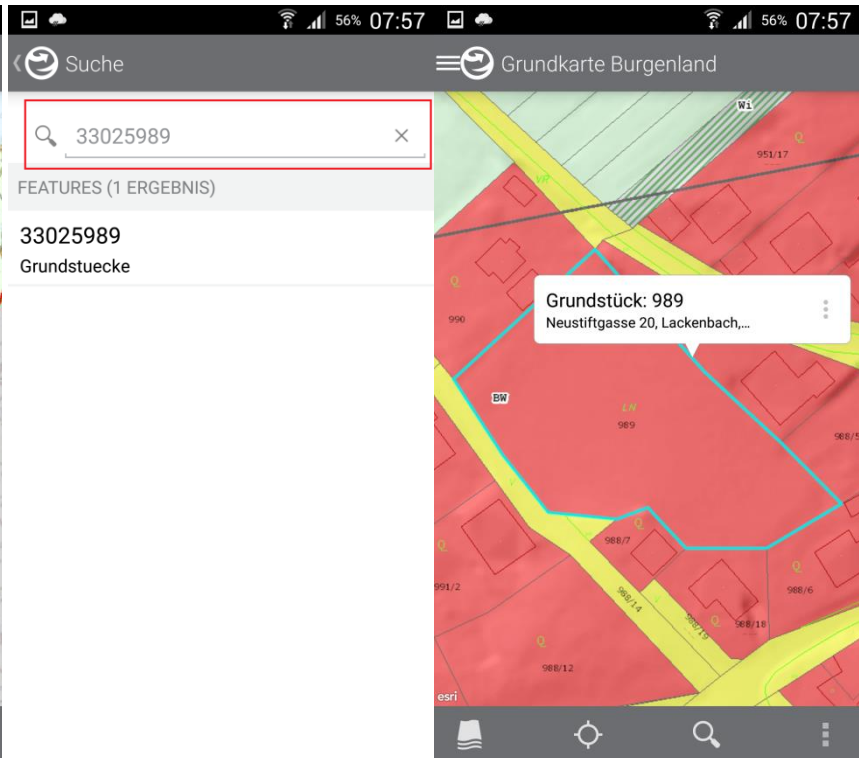 56% 07:57
Suche
33025989
FEATURES (1 ERGEBNIS)
33025989
Grundstuecke
56% 07:57
Grundkarte Burgenland
Wi
Q
951/17
VP
Q
990
Grundstück: 989
Neustiftgasse 20, Lackenbach,...
BW
LN
989
988/5
Q
988/7
Q
991/2
988/14
Q
988/6
988/19
Q
988/18
Q
988/12
esri